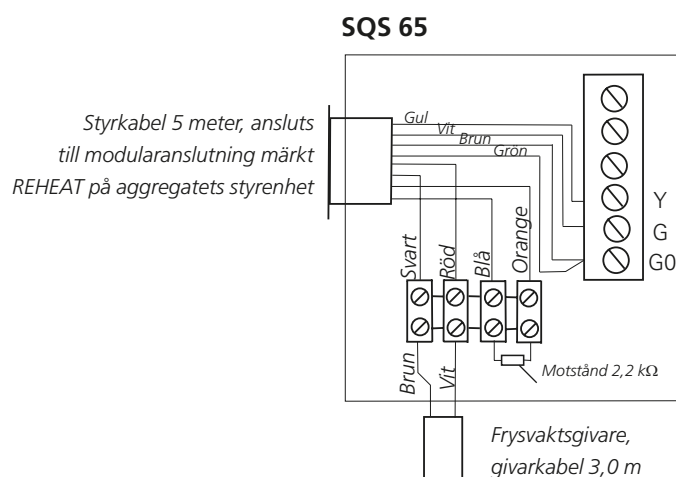 SQS 65
Styrkabel 5 meter, ansluts
till modularanslutning märkt
REHEAT på aggregatets styrenhet
Gul
Vit
Brun
Grön
Y
G
G0
Svart
Röd
Blå
Orange
Brun
Vit
Motstånd 2,2 kΩ
Frysvaktsgivare,
givarkabel 3,0 m